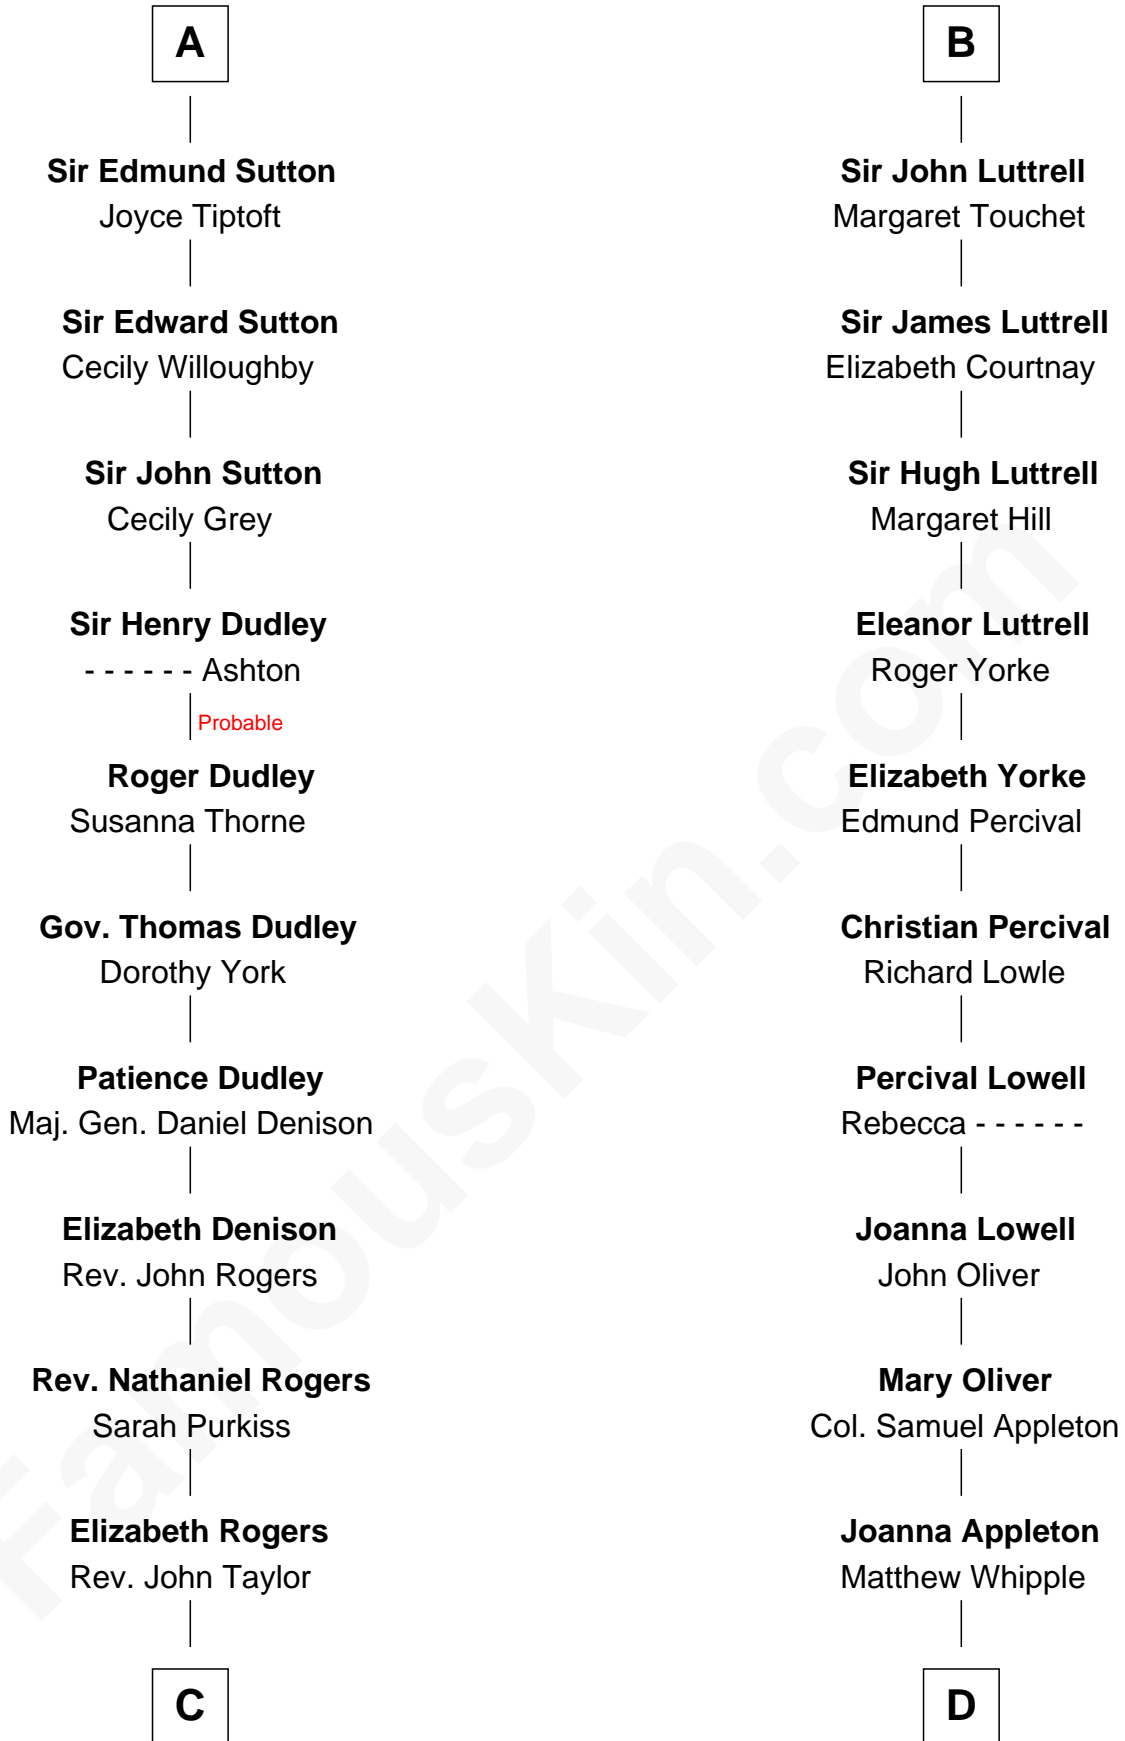 A
Sir Edmund Sutton
Joyce Tiptoft
Sir Edward Sutton
Cecily Willoughby
Sir John Sutton
Cecily Grey
Sir Henry Dudley
- - - - - - Ashton
Probable
Roger Dudley
Susanna Thorne
Gov. Thomas Dudley
Dorothy York
Patience Dudley
Maj. Gen. Daniel Denison
Elizabeth Denison
Rev. John Rogers
Rev. Nathaniel Rogers
Sarah Purkiss
Elizabeth Rogers
Rev. John Taylor
C
B
Sir John Luttrell
Margaret Touchet
Sir James Luttrell
Elizabeth Courtnay
Sir Hugh Luttrell
Margaret Hill
Eleanor Luttrell
Roger Yorke
Elizabeth Yorke
Edmund Percival
Christian Percival
Richard Lowle
Percival Lowell
Rebecca - - - - - -
Joanna Lowell
John Oliver
Mary Oliver
Col. Samuel Appleton
Joanna Appleton
Matthew Whipple
D
FamousKin.com